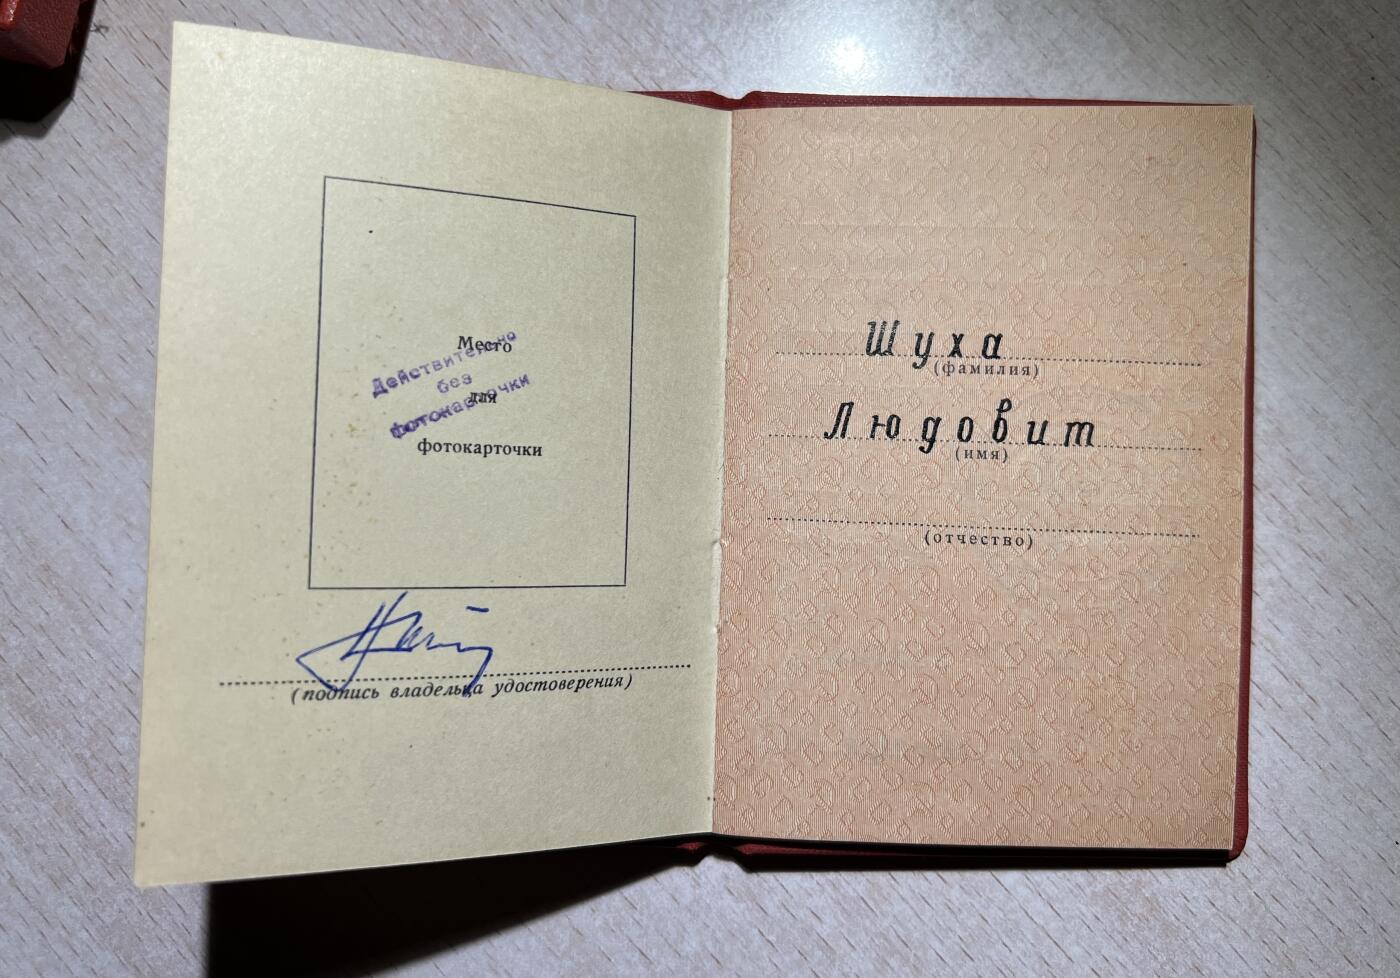 Место
для
фотокарточки
Действительно
без
фотокарточки
(подпись владельца удостоверения)
Шуха
(фамилия)
Людовит
(имя)
(отчество)